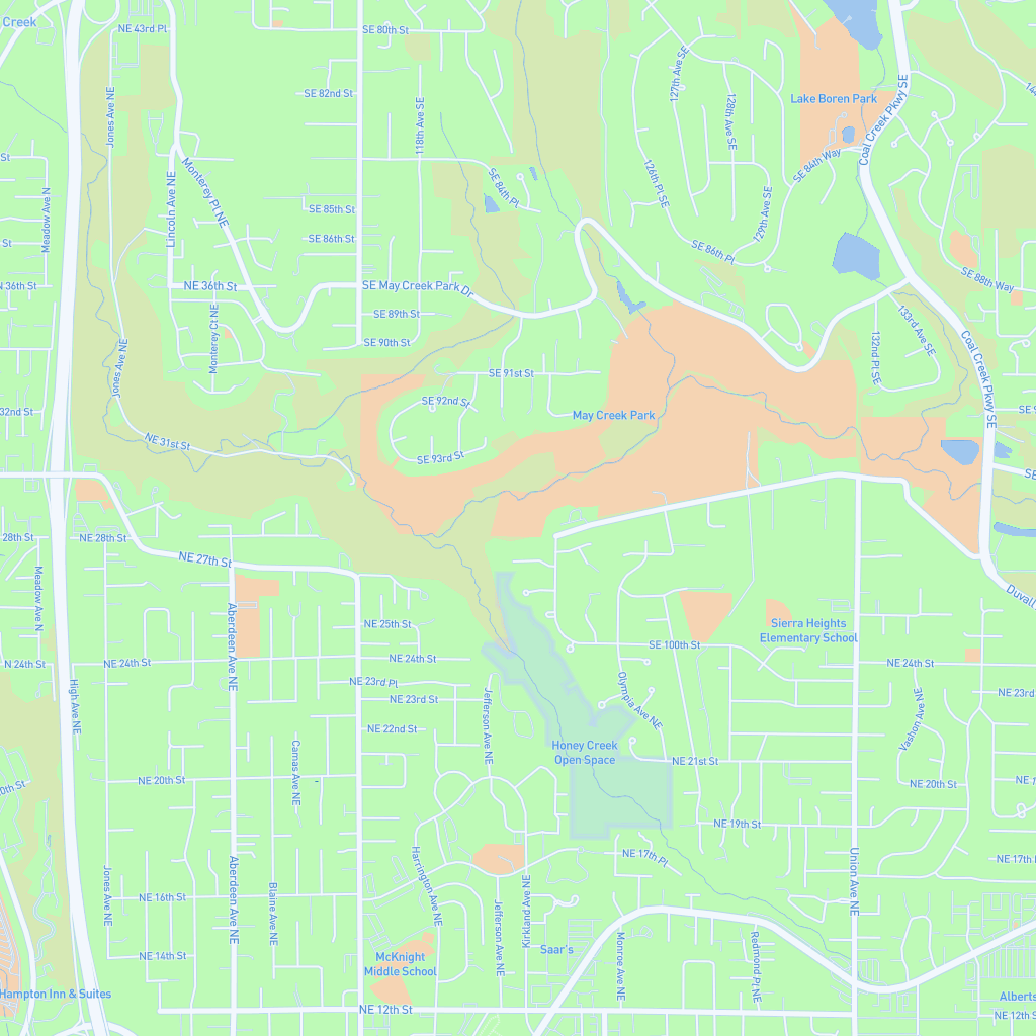 Creek
NE 43rd Pl
SE 80th St
127th Ave SE
Lake Boren Park
Coal Creek Pkwy SE
Jones Ave NE
SE 82nd St
118th Ave SE
128th Ave SE
SE 84th Way
Monterey Pl NE
126th Pl SE
Meadow Ave N
Lincoln Ave NE
SE 84th Pl
129th Ave SE
SE 85th St
SE 86th St
SE 86th Pl
SE 88th Way
N 36th St
NE 36th St
SE May Creek Park Dr
Monterey Ct NE
SE 89th St
133rd Ave SE
SE 90th St
132nd Pl SE
Coal Creek Pkwy SE
Jones Ave NE
SE 91st St
SE 92nd St
May Creek Park
32nd St
NE 31st St
SE 93rd St
28th St
NE 28th St
NE 27th St
Meadow Ave N
Duvall
Aberdeen Ave NE
NE 25th St
Sierra Heights
Elementary School
SE 100th St
N 24th St
NE 24th St
NE 24th St
NE 24th St
High Ave NE
NE 23rd Pl
NE 23rd St
Jefferson Ave NE
Olympia Ave NE
Vashon Ave NE
NE 23rd
NE 22nd St
Camas Ave NE
Honey Creek
Open Space
NE 21st St
NE 20th St
NE 20th St
NE 19th St
Jones Ave NE
Aberdeen Ave NE
Blaine Ave NE
Harrington Ave NE
NE 17th Pl
Union Ave NE
NE 17th
NE 16th St
Jefferson Ave NE
Kirkland Ave NE
NE 14th St
McKnight
Middle School
Saar's
Monroe Ave NE
Redmond Pl NE
Hampton Inn & Suites
Alberts
NE 12th St
NE 12th S